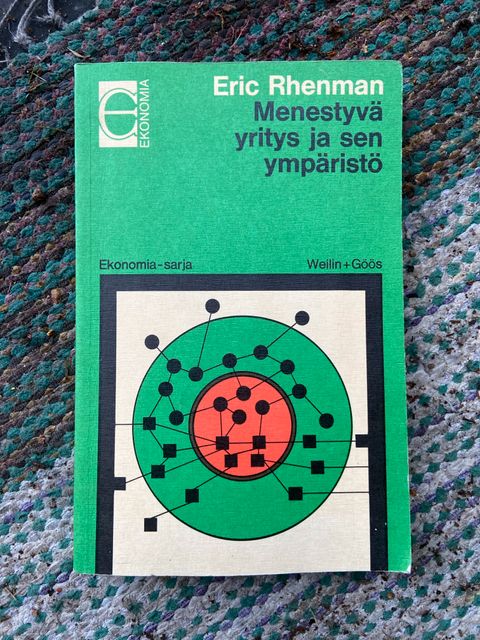 EKONOMIA
Eric Rhenman
Menestyvä
yritys ja sen
ympäristö
Ekonomia-sarja
Weilin+Göös